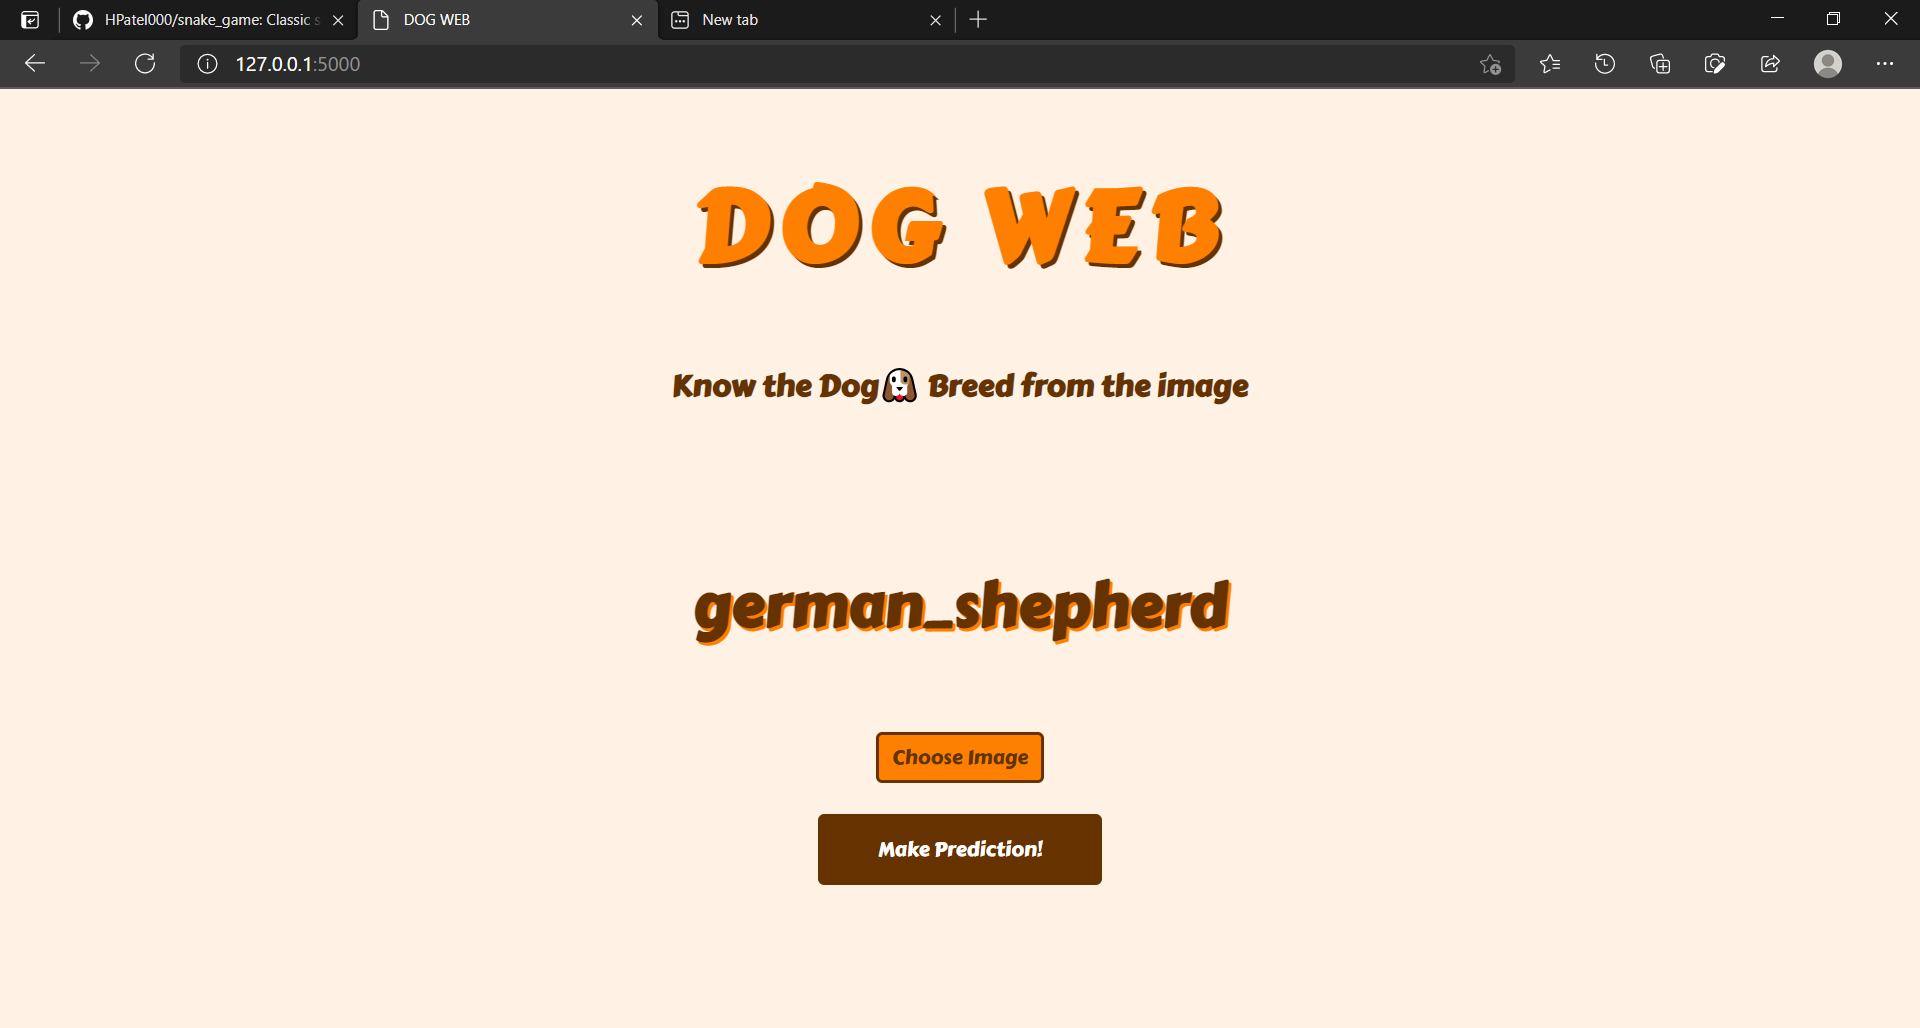 HPatel000/snake_game: Classic s
DOG WEB
New tab
127.0.0.1:5000
DOG WEB
Know the Dog🐶 Breed from the image
german_shepherd
Choose Image
Make Prediction!